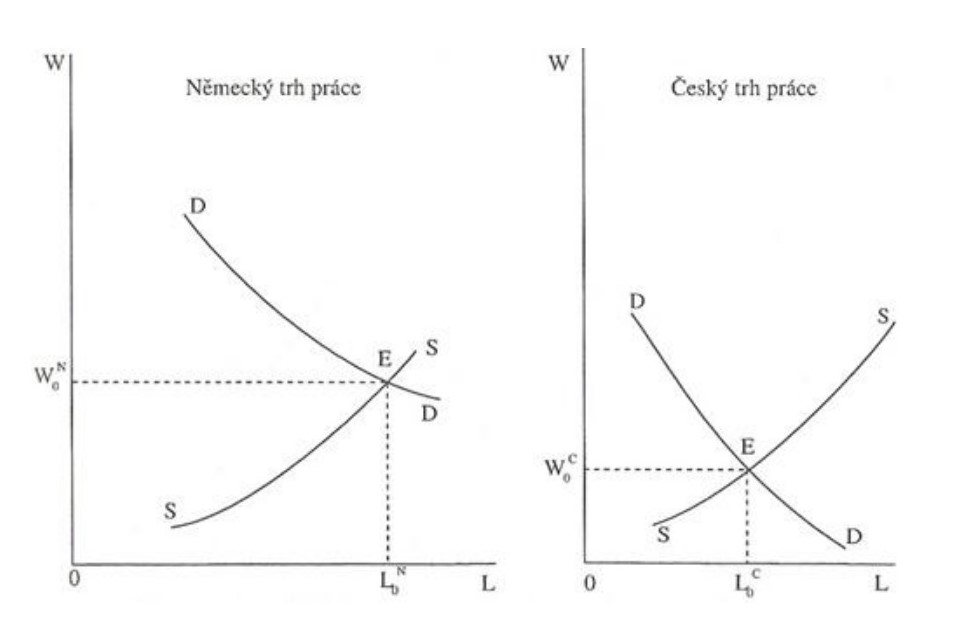 W
Německý trh práce
D
E
S
W₀ᴺ
D
S
0
L₀ᴺ
L
W
Český trh práce
D
S
E
W₀ᶜ
S
D
0
L₀ᶜ
L